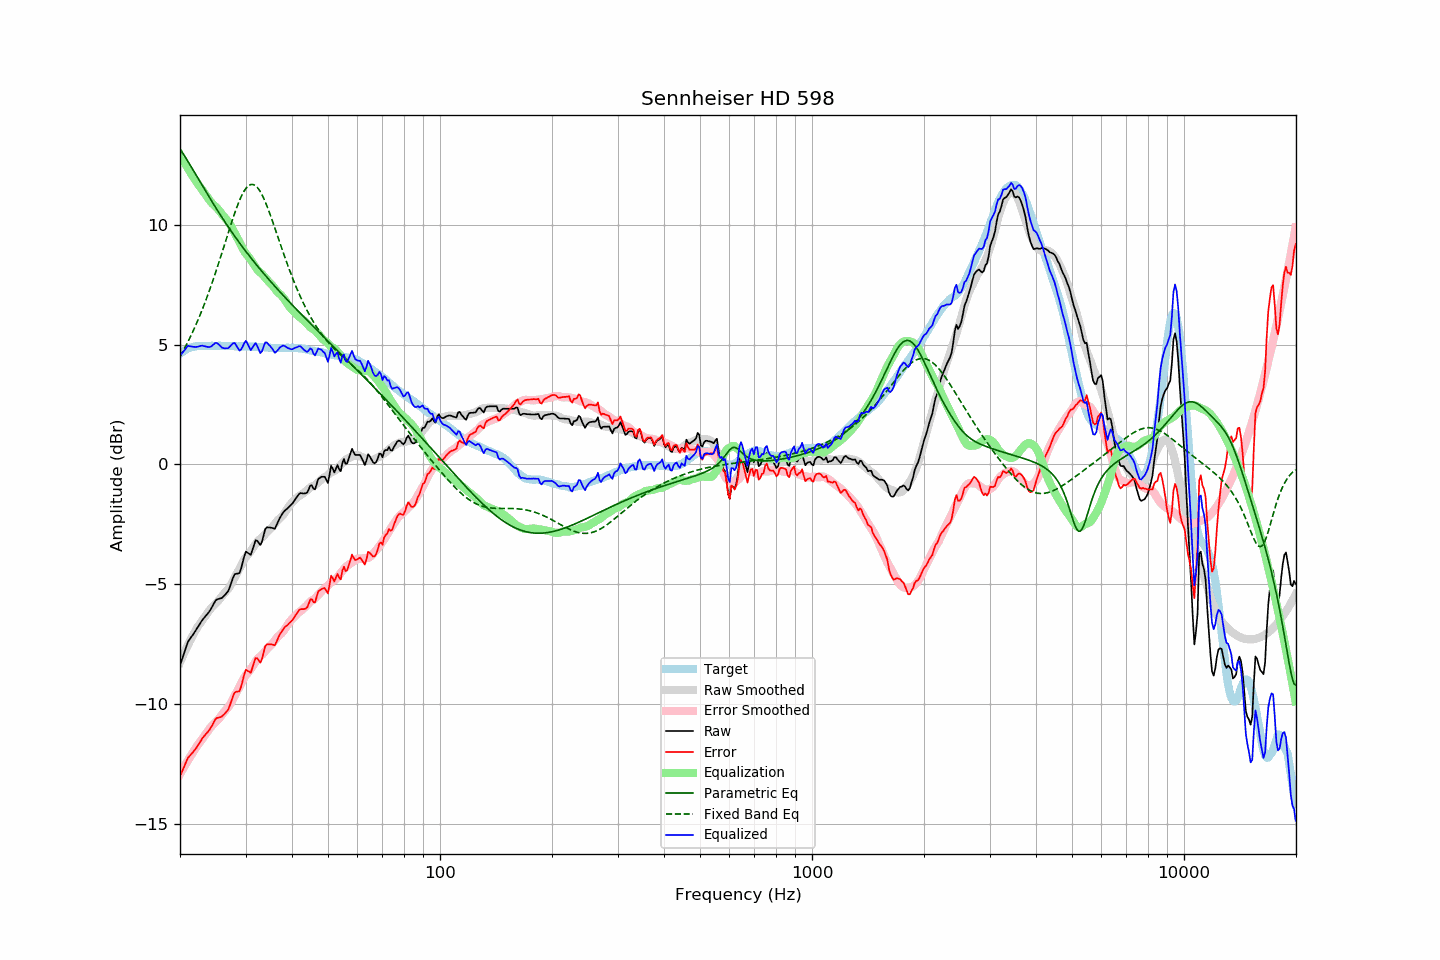 Sennheiser HD 598
Amplitude (dBr)
10
5
0
−5
−10
−15
Target
Raw Smoothed
Error Smoothed
Raw
Error
Equalization
Parametric Eq
Fixed Band Eq
Equalized
100
1000
10000
Frequency (Hz)